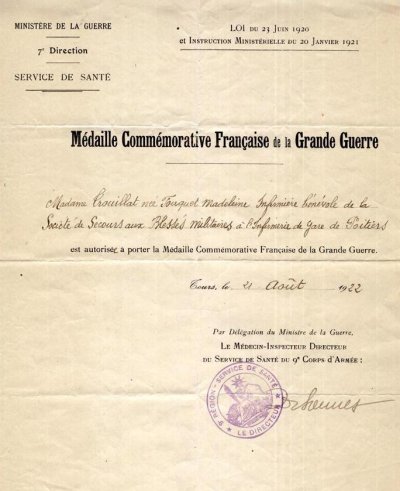 MINISTÈRE DE LA GUERRE
7e Direction
SERVICE DE SANTÉ
LOI DU 23 JUIN 1920
et INSTRUCTION MINISTÉRIELLE DU 20 JANVIER 1921
Médaille Commémorative Française de la Grande Guerre
Madame Trouillat née Fouquet Madeleine Infirmière bénévole de la
Société de Secours aux Blessés Militaires à l'Infirmerie de Gare de Poitiers
est autorisée à porter la Médaille Commémorative Française de la Grande Guerre.
Tours, le 21 Août 1922
Par Délégation du Ministre de la Guerre,
LE MÉDECIN-INSPECTEUR DIRECTEUR
DU SERVICE DE SANTÉ DU 9e CORPS D'ARMÉE :
9e RÉGION - SERVICE DE SANTÉ
LE DIRECTEUR